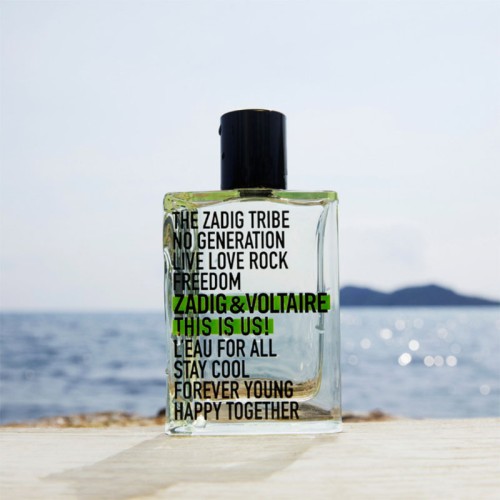 THE ZADIG TRIBE
NO GENERATION
LIVE LOVE ROCK
FREEDOM
ZADIG&VOLTAIRE
THIS IS US!
L'EAU FOR ALL
STAY COOL
FOREVER YOUNG
HAPPY TOGETHER